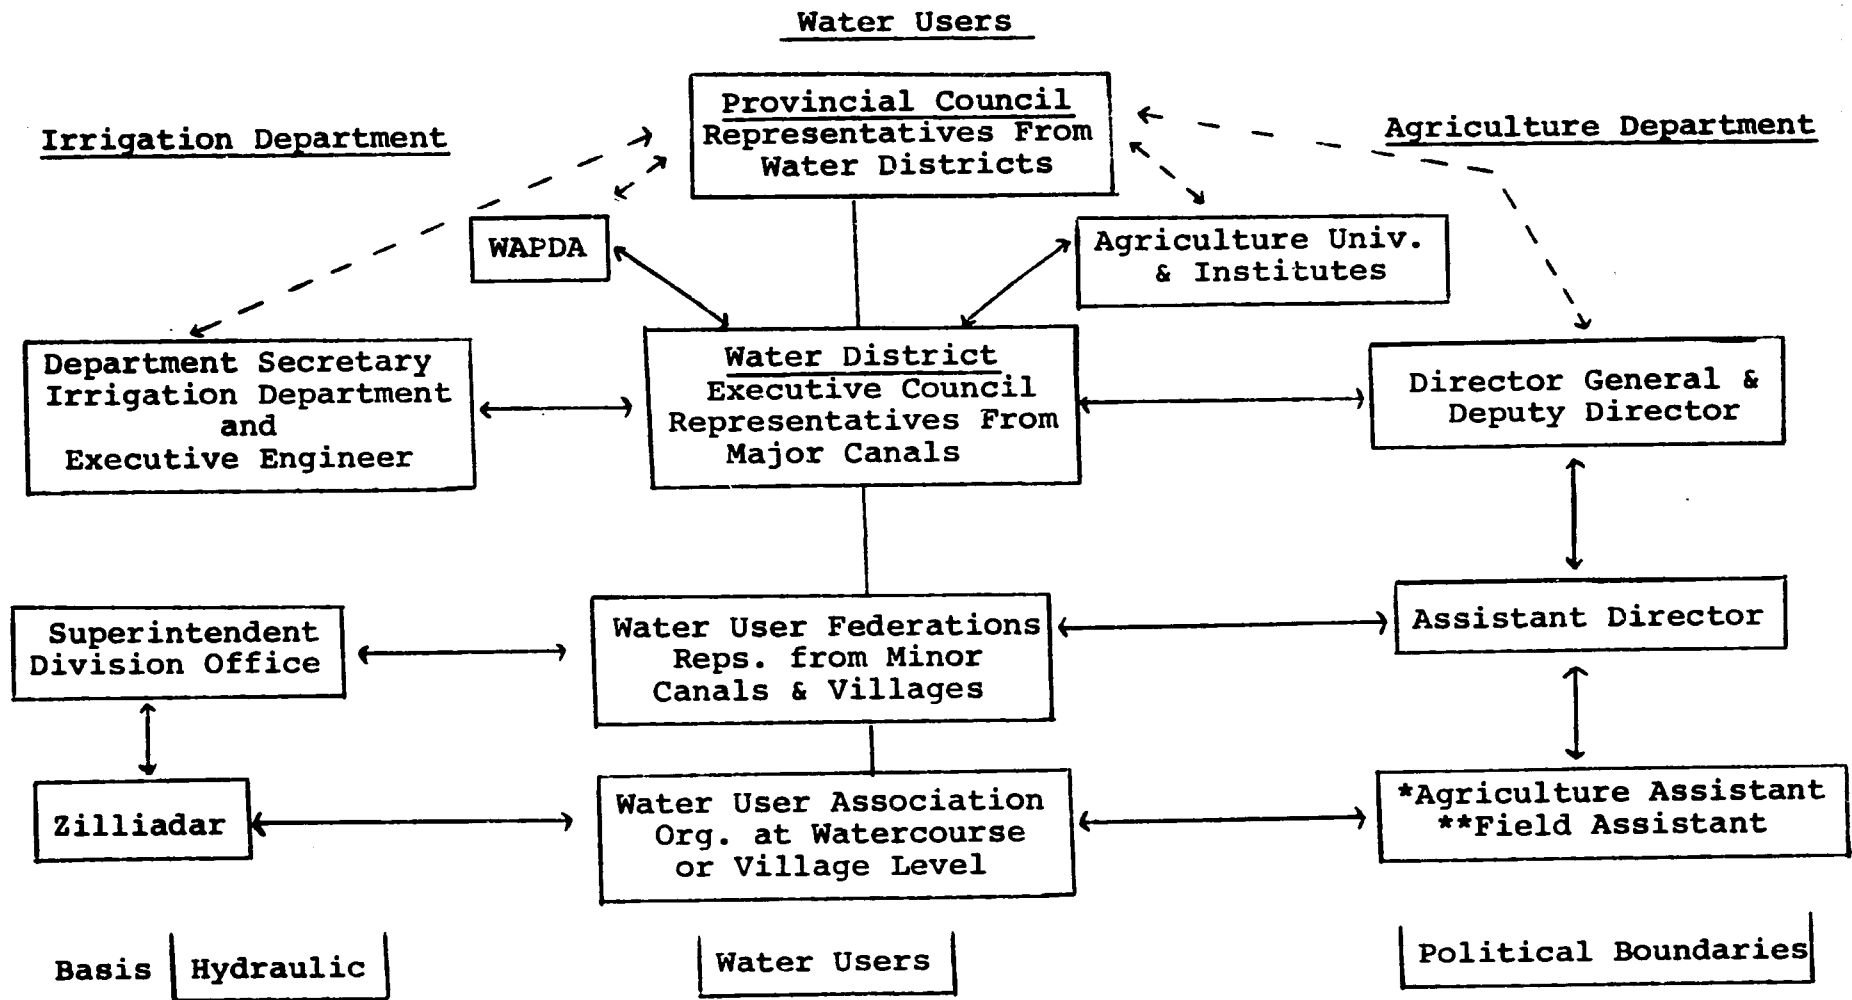 Water Users
Irrigation Department
Provincial Council
Representatives From
Water Districts
Agriculture Department
WAPDA
Agriculture Univ.
& Institutes
Department Secretary
Irrigation Department
and
Executive Engineer
Water District
Executive Council
Representatives From
Major Canals
Director General &
Deputy Director
Superintendent
Division Office
Water User Federations
Reps. from Minor
Canals & Villages
Assistant Director
Zilliadar
Water User Association
Org. at Watercourse
or Village Level
*Agriculture Assistant
**Field Assistant
Basis
Hydraulic
Water Users
Political Boundaries